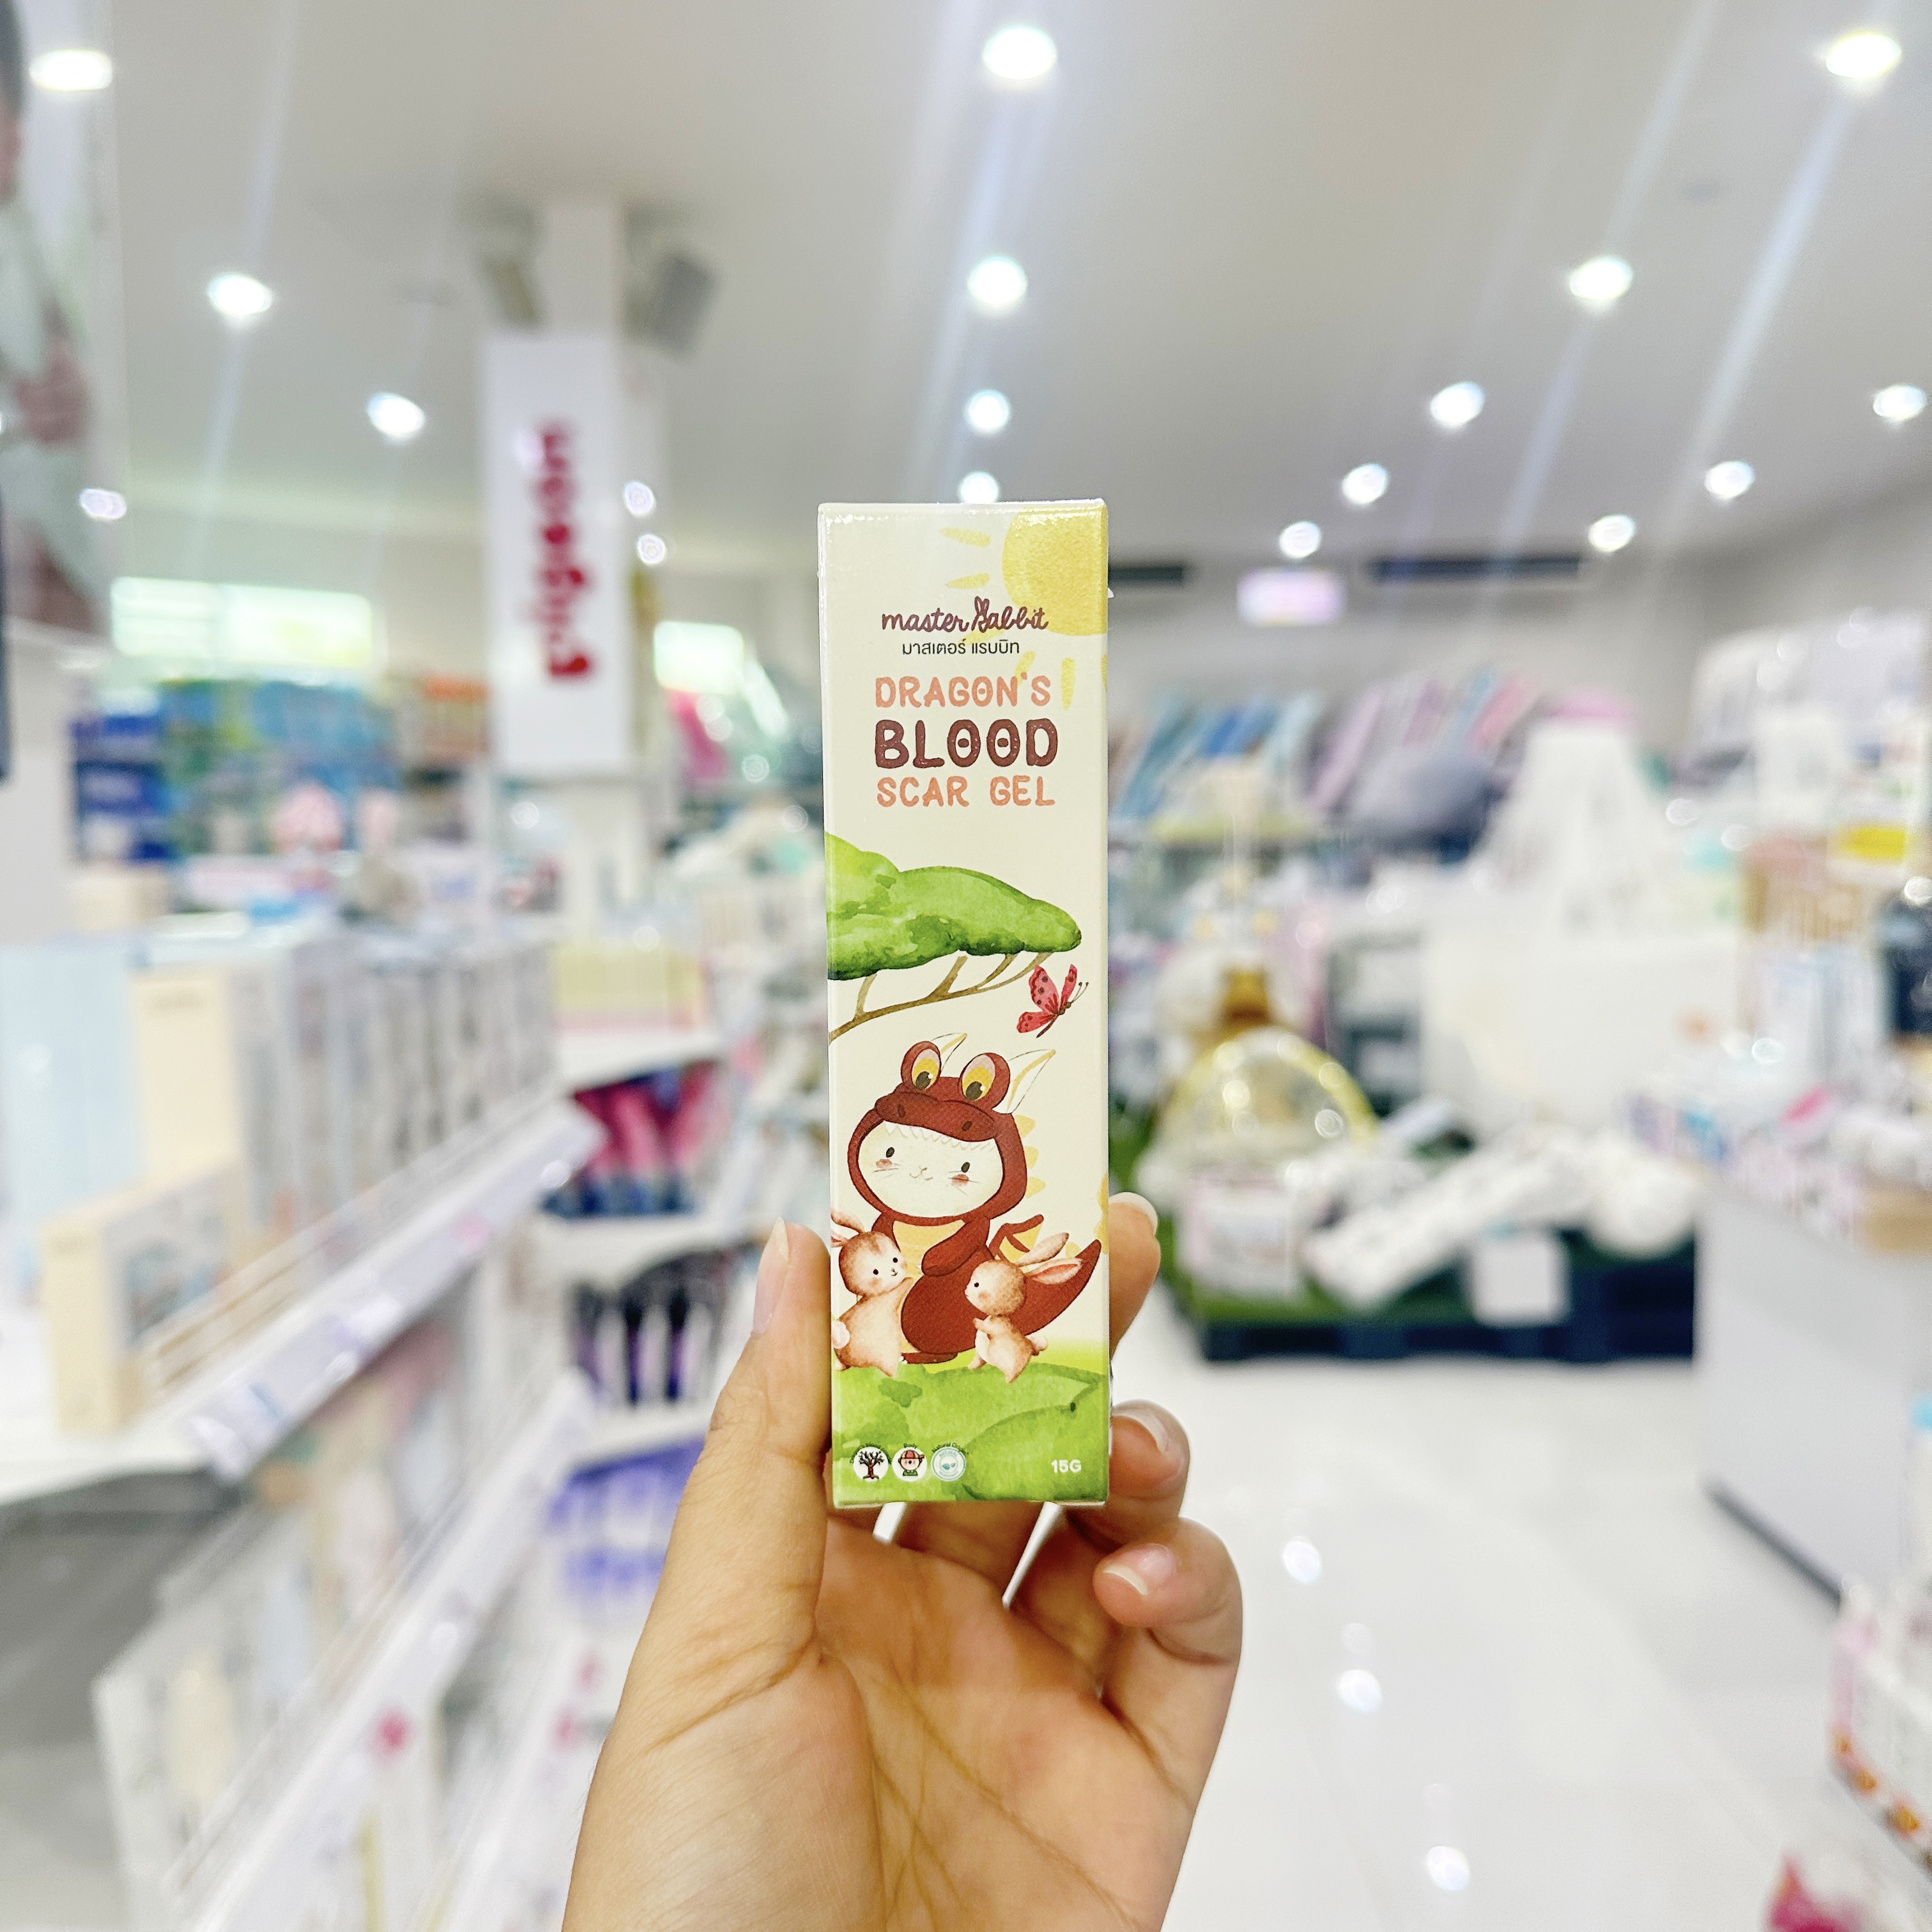 master Rabbit
มาสเตอร์ แรบบิท
DRAGON'S
BLOOD
SCAR GEL
15G